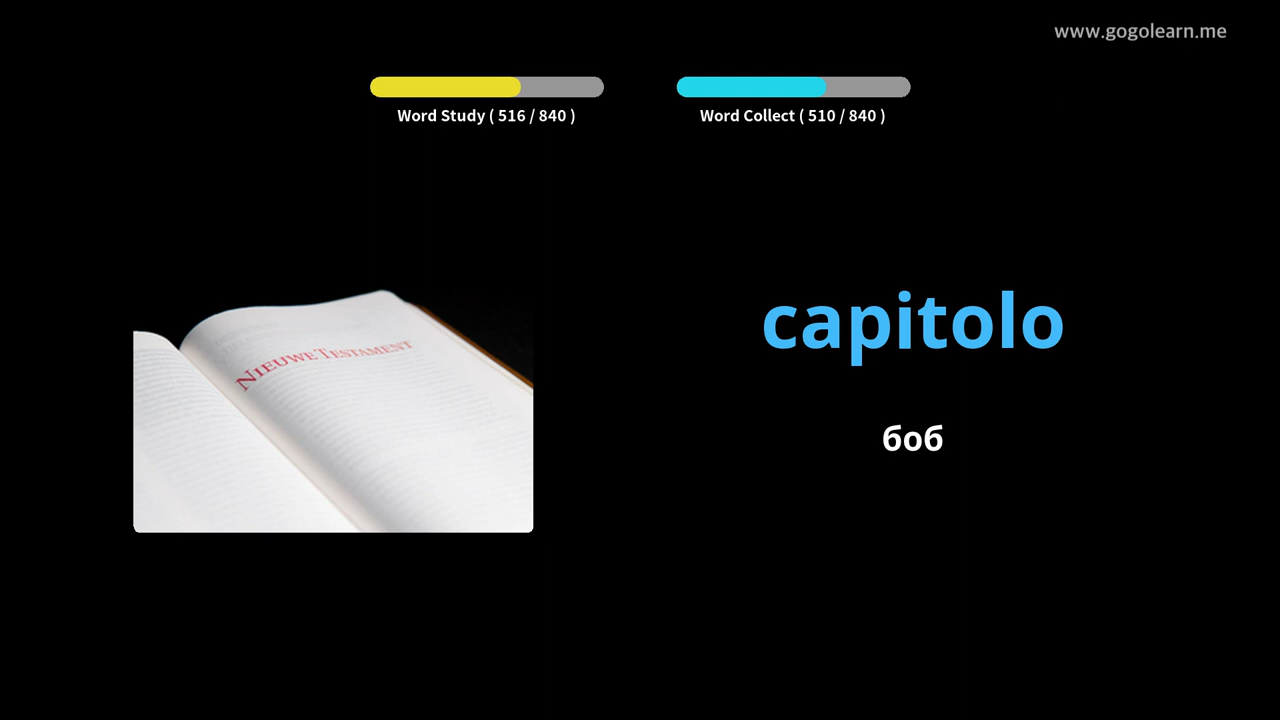 www.gogolearn.me
Word Study ( 516 / 840 )
Word Collect ( 510 / 840 )
NIEUWE TESTAMENT
capitolo
боб